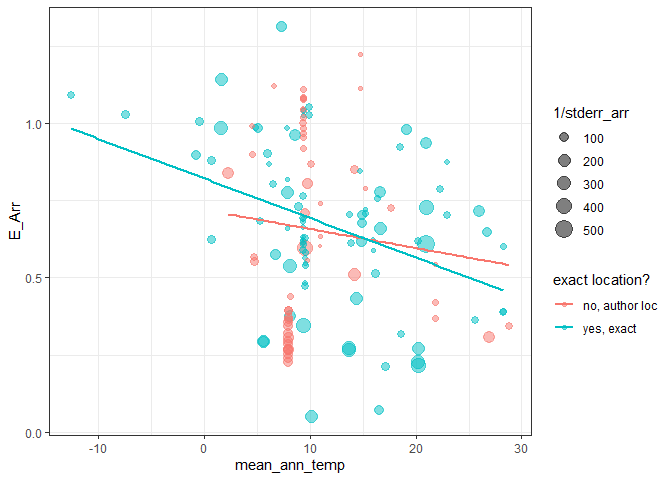 1.0
0.5
0.0
E_Arr
-10
0
10
20
30
mean_ann_temp
1/stderr_arr
100
200
300
400
500
exact location?
no, author loc
yes, exact